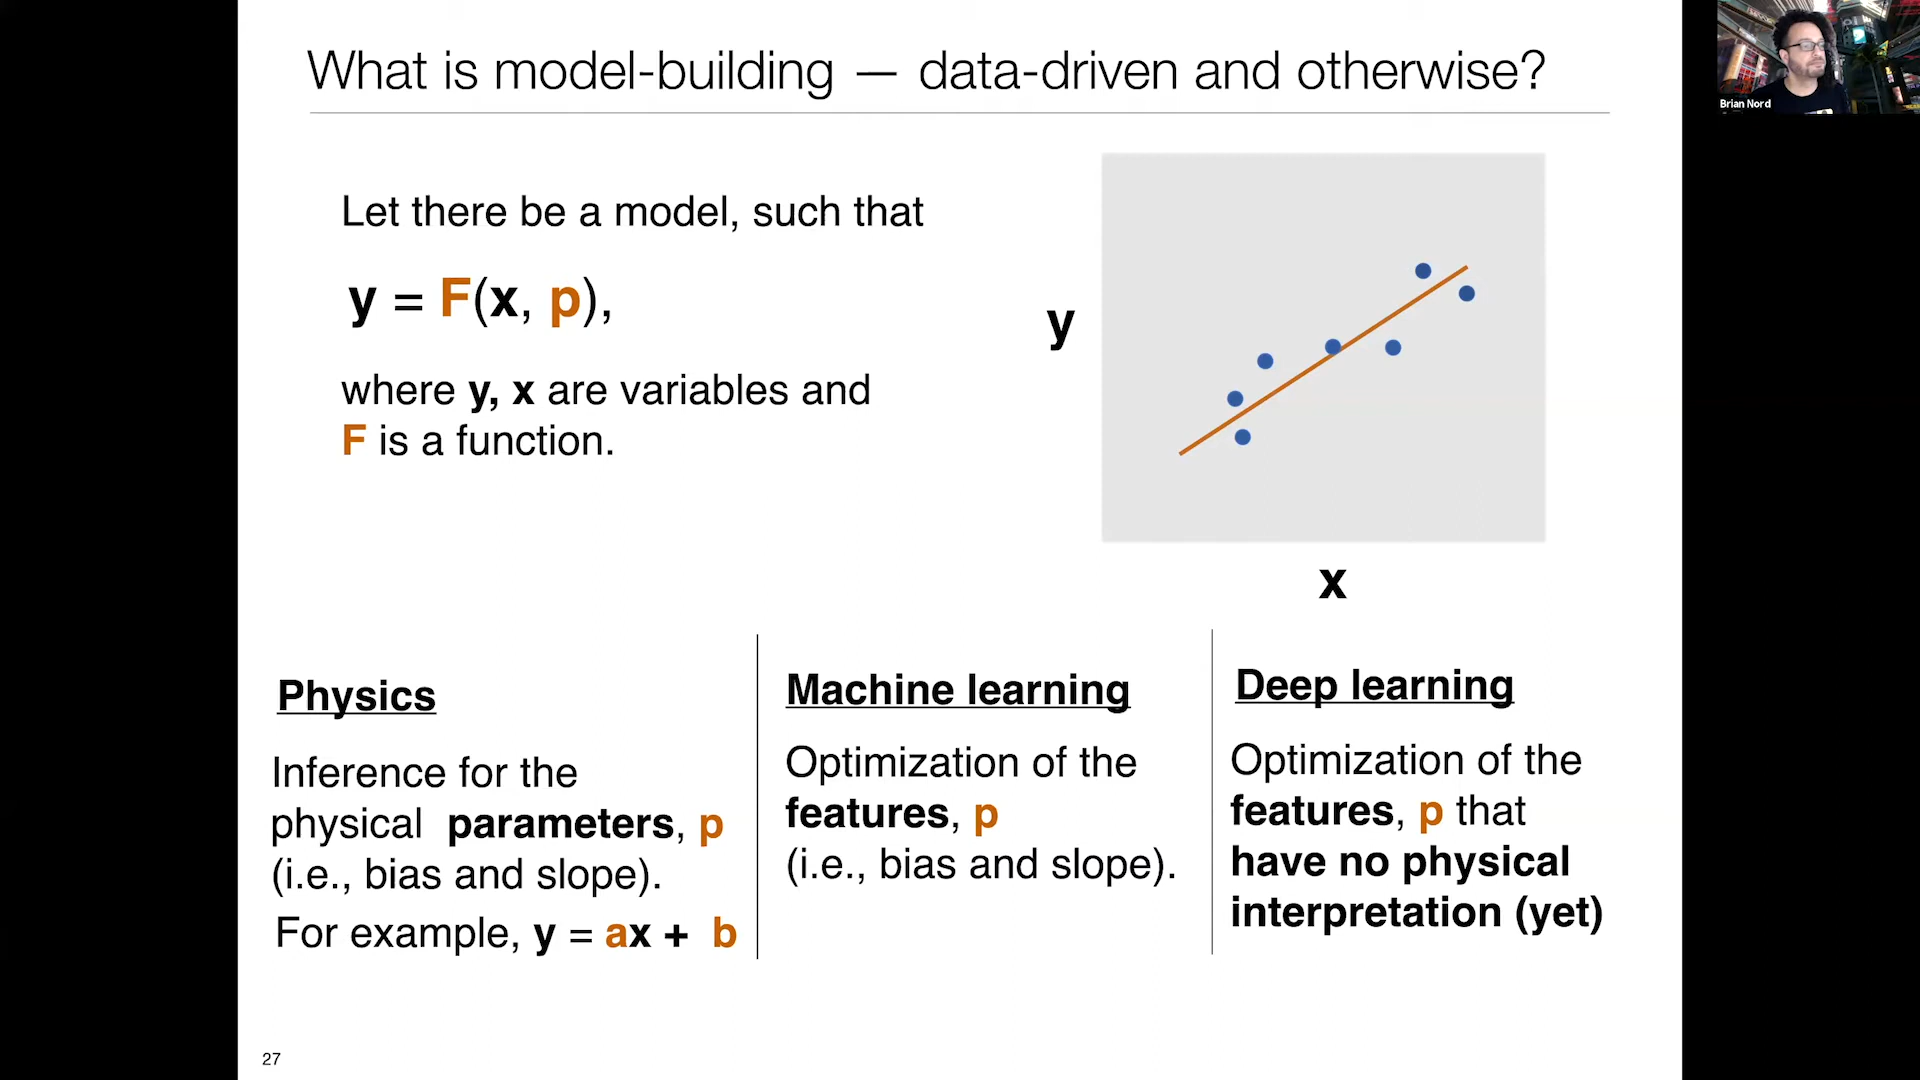 What is model-building — data-driven and otherwise?
Brian Nord
Let there be a model, such that
y = F(x, p),
where y, x are variables and
F is a function.
y
x
Physics
Inference for the
physical parameters, p
(i.e., bias and slope).
For example, y = ax + b
Machine learning
Optimization of the
features, p
(i.e., bias and slope).
Deep learning
Optimization of the
features, p that
have no physical
interpretation (yet)
27